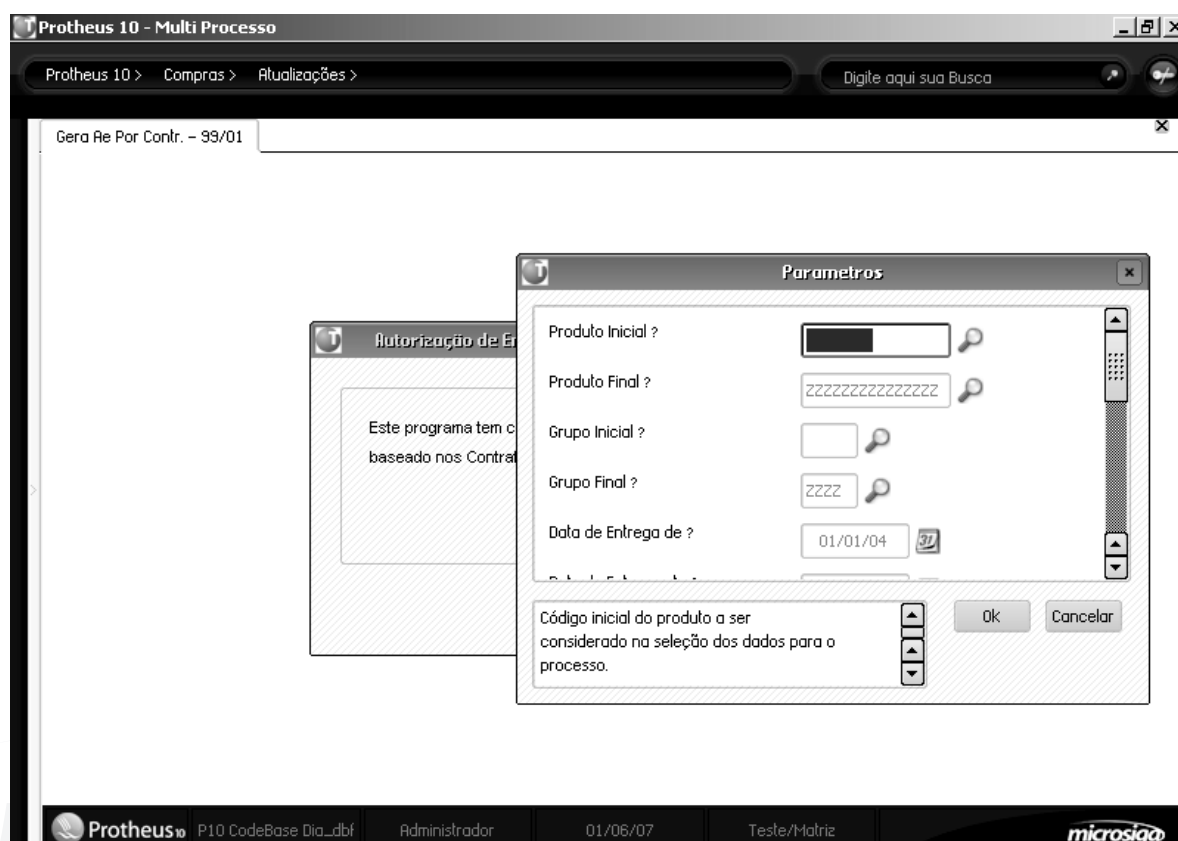 Protheus 10 - Multi Processo
Protheus 10 > Compras > Atualizações >
Digite aqui sua Busca
Gera Ae Por Contr. – 99/01
Parametros
Produto Inicial ?
Autorização de
Produto Final ? ZZZZZZZZZZZZZZZ
Este programa tem
Grupo Inicial ?
baseado nos
Grupo Final ? ZZZZ
Data de Entrega de ? 01/01/04 31
Código inicial do produto a ser
considerado na seleção dos dados para o
processo.
Ok Cancelar
Protheus 10 P10 CodeBase Dia_dbf Administrador 01/06/07 Teste/Matriz microsiga